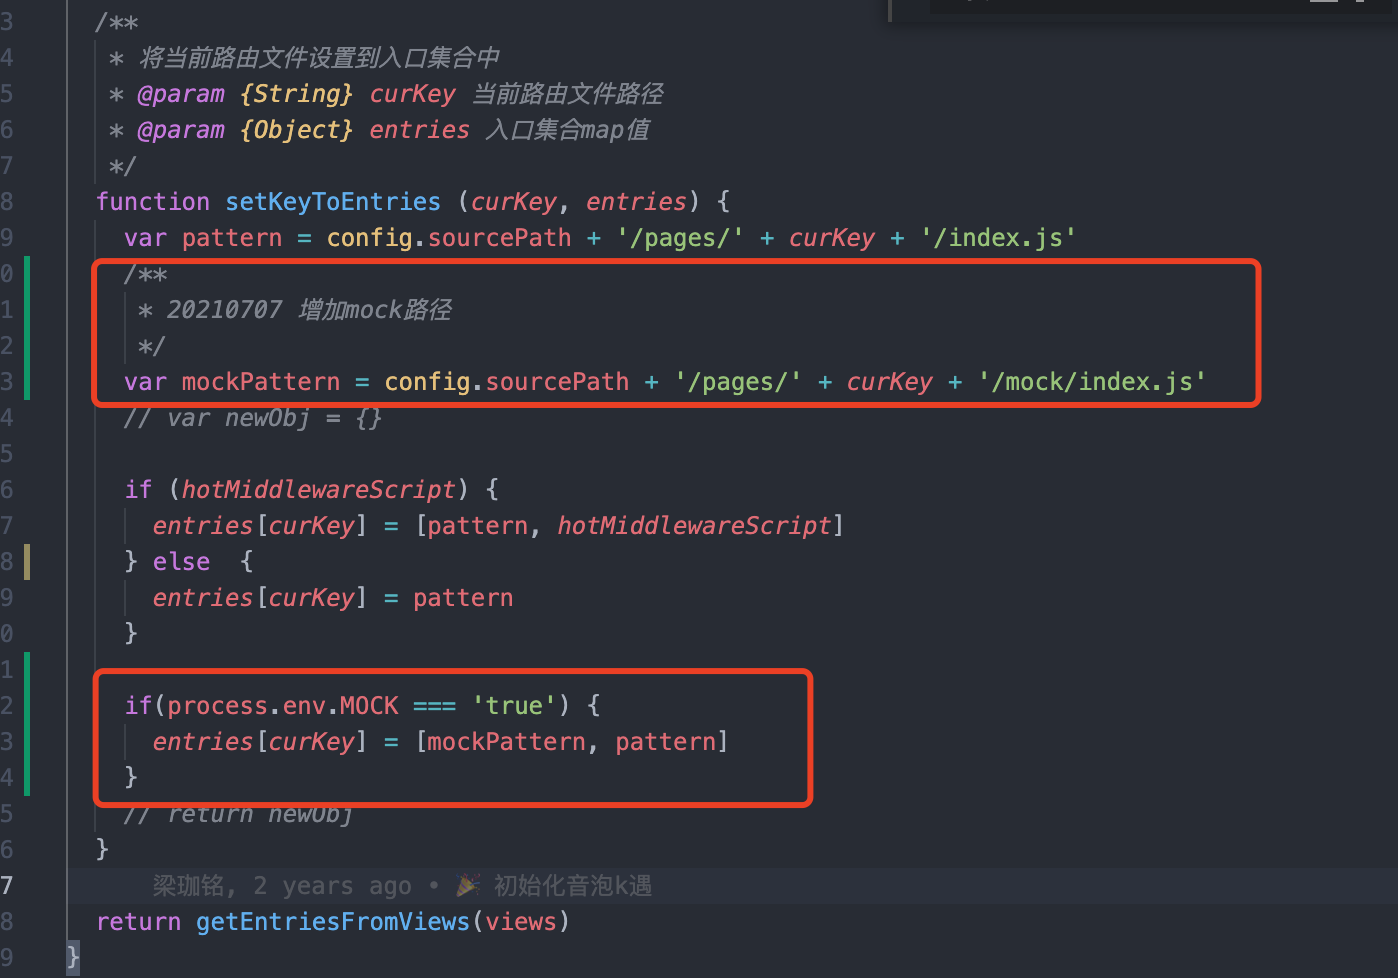 3 /**
4 * 将当前路由文件设置到入口集合中
5 * @param {String} curKey 当前路由文件路径
6 * @param {Object} entries 入口集合map值
7 */
8 function setKeyToEntries (curKey, entries) {
9 var pattern = config.sourcePath + '/pages/' + curKey + '/index.js'
0 /**
1 * 20210707 增加mock路径
2 */
3 var mockPattern = config.sourcePath + '/pages/' + curKey + '/mock/index.js'
4 // var newObj = {}
5
6 if (hotMiddlewareScript) {
7 entries[curKey] = [pattern, hotMiddlewareScript]
8 } else {
9 entries[curKey] = pattern
0 }
1
2 if(process.env.MOCK === 'true') {
3 entries[curKey] = [mockPattern, pattern]
4 }
5 // return newObj
6 }
7 梁珈铭, 2 years ago • 🎉 初始化音泡k遇
8 return getEntriesFromViews(views)
9 }